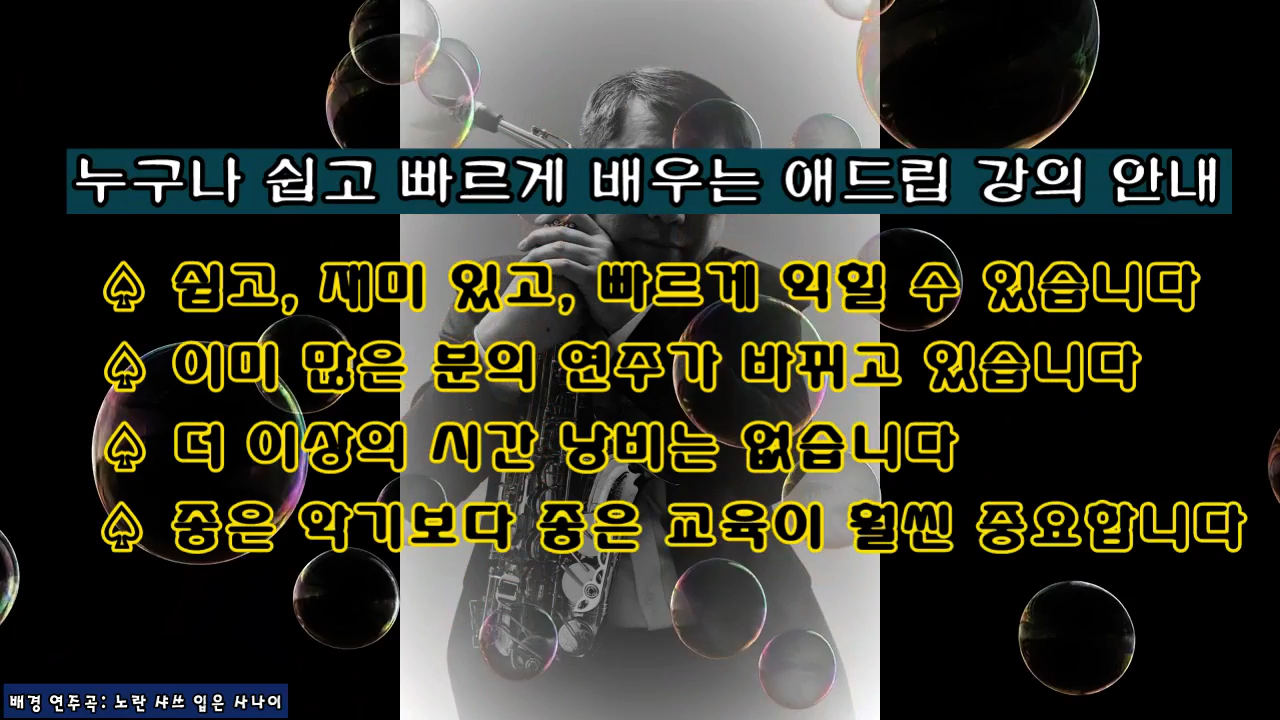 누구나 쉽고 빠르게 배우는 애드립 강의 안내
♤ 쉽고, 재미 있고, 빠르게 익힐 수 있습니다
♤ 이미 많은 분의 연주가 바뀌고 있습니다
♤ 더 이상의 시간 낭비는 없습니다
♤ 좋은 악기보다 좋은 교육이 훨씬 중요합니다
배경 연주곡: 노란 샤쓰 입은 사나이